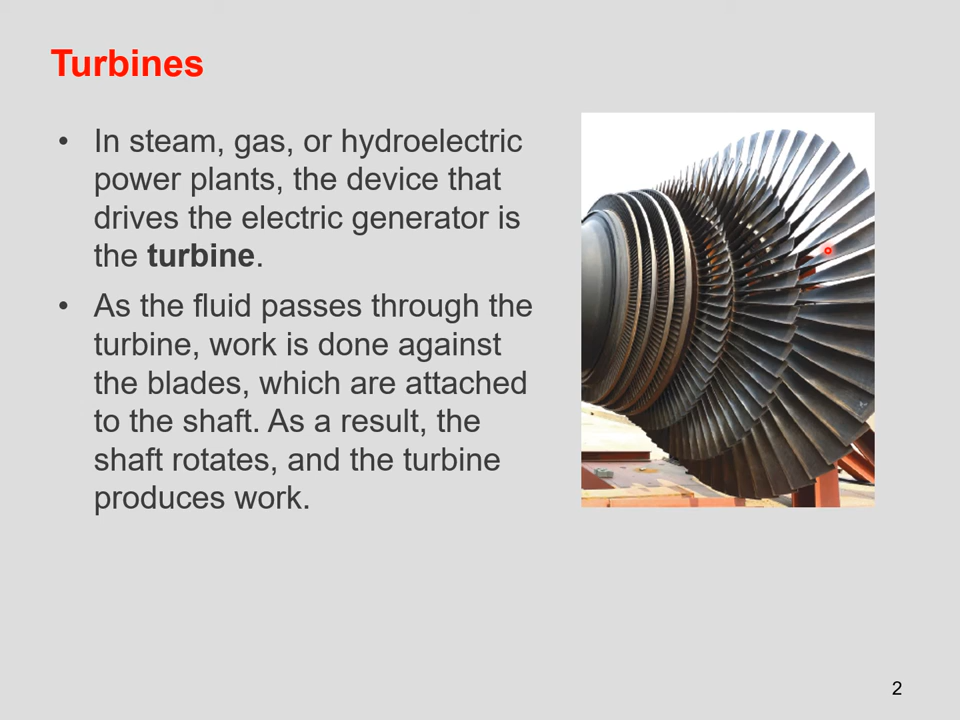 Turbines
• In steam, gas, or hydroelectric
power plants, the device that
drives the electric generator is
the turbine.
• As the fluid passes through the
turbine, work is done against
the blades, which are attached
to the shaft. As a result, the
shaft rotates, and the turbine
produces work.
2